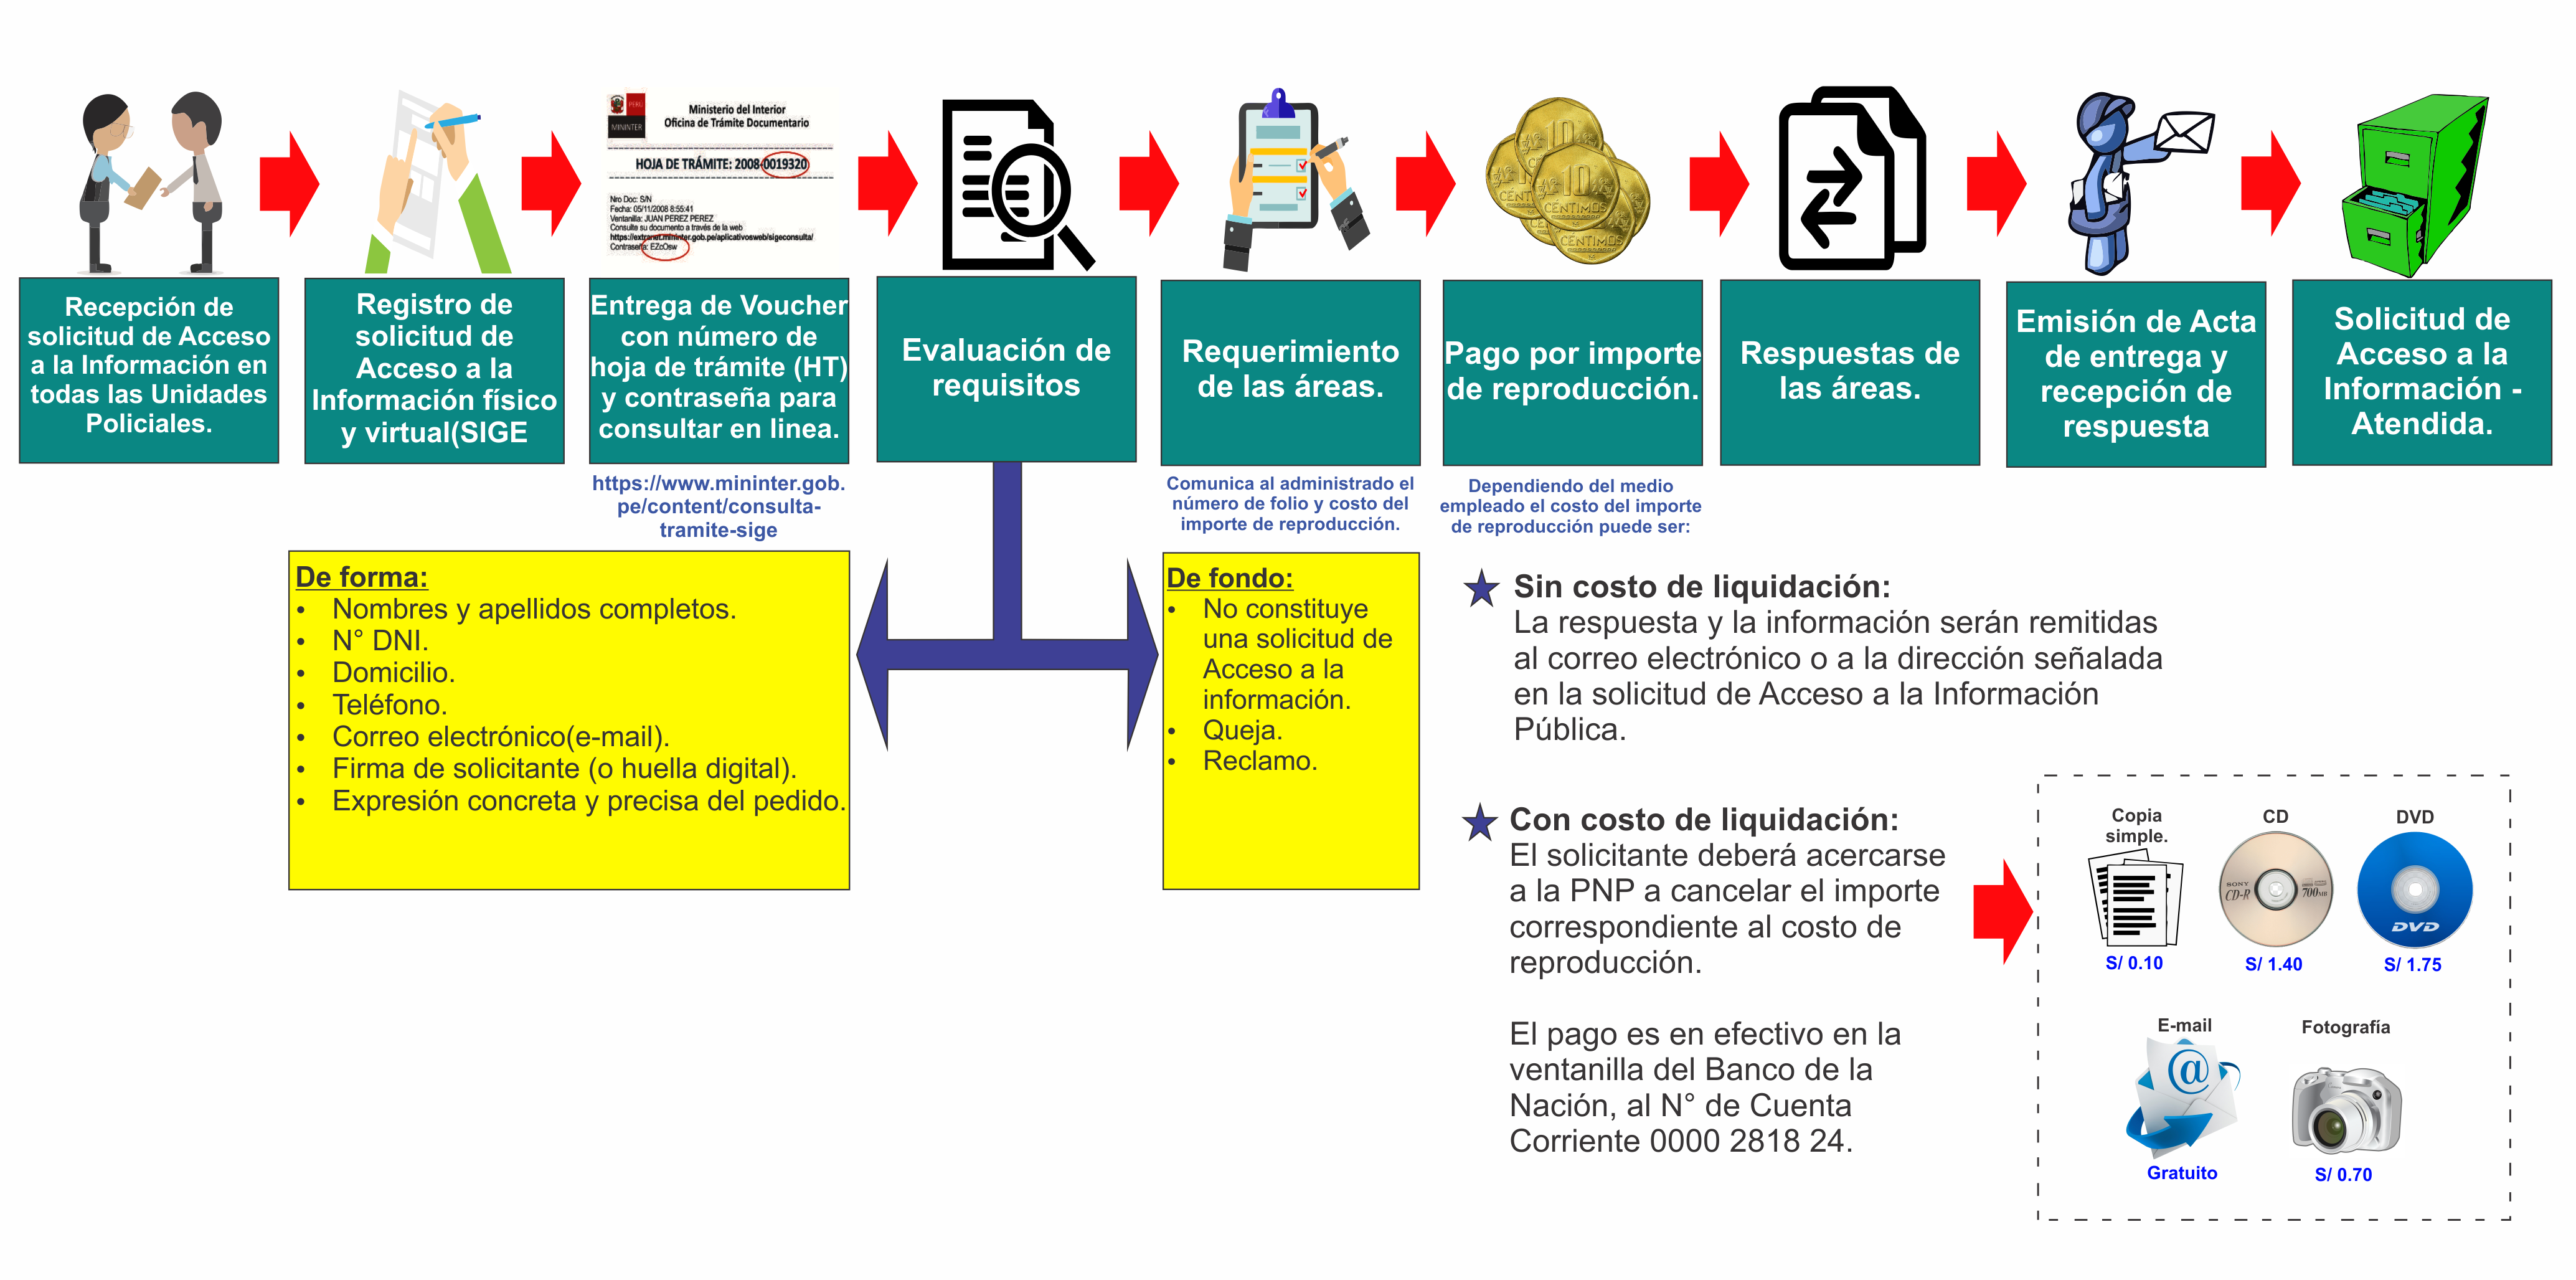 PERÚ
MININTER
Ministerio del Interior
Oficina de Trámite Documentario
HOJA DE TRÁMITE: 2008-0019320
Nro Doc: S/N
Fecha: 05/11/2008 8:55:41
Ventanilla: JUAN PEREZ PEREZ
Consulte su documento a través de la web
https://extranet.mininter.gob.pe/aplicativosweb/sigeconsulta/
Contraseña: EZcOsw
10
CÉNTIMOS
10
CÉNTIMOS
CÉNTIMOS
Recepción de
solicitud de Acceso
a la Información en
todas las Unidades
Policiales.
Registro de
solicitud de
Acceso a la
Información físico
y virtual(SIGE
Entrega de Voucher
con número de
hoja de trámite (HT)
y contraseña para
consultar en linea.
https://www.mininter.gob.
pe/content/consulta-
tramite-sige
Evaluación de
requisitos
Requerimiento
de las áreas.
Comunica al administrado el
número de folio y costo del
importe de reproducción.
Pago por importe
de reproducción.
Dependiendo del medio
empleado el costo del importe
de reproducción puede ser:
Respuestas de
las áreas.
Emisión de Acta
de entrega y
recepción de
respuesta
Solicitud de
Acceso a la
Información -
Atendida.
De forma:
• Nombres y apellidos completos.
• N° DNI.
• Domicilio.
• Teléfono.
• Correo electrónico(e-mail).
• Firma de solicitante (o huella digital).
• Expresión concreta y precisa del pedido.
De fondo:
• No constituye
una solicitud de
Acceso a la
información.
• Queja.
• Reclamo.
Sin costo de liquidación:
La respuesta y la información serán remitidas
al correo electrónico o a la dirección señalada
en la solicitud de Acceso a la Información
Pública.
Con costo de liquidación:
El solicitante deberá acercarse
a la PNP a cancelar el importe
correspondiente al costo de
reproducción.
El pago es en efectivo en la
ventanilla del Banco de la
Nación, al N° de Cuenta
Corriente 0000 2818 24.
Copia
simple.
S/ 0.10
CD
SONY
CD-R
700MB
S/ 1.40
DVD
DVD
S/ 1.75
E-mail
@
Gratuito
Fotografía
S/ 0.70